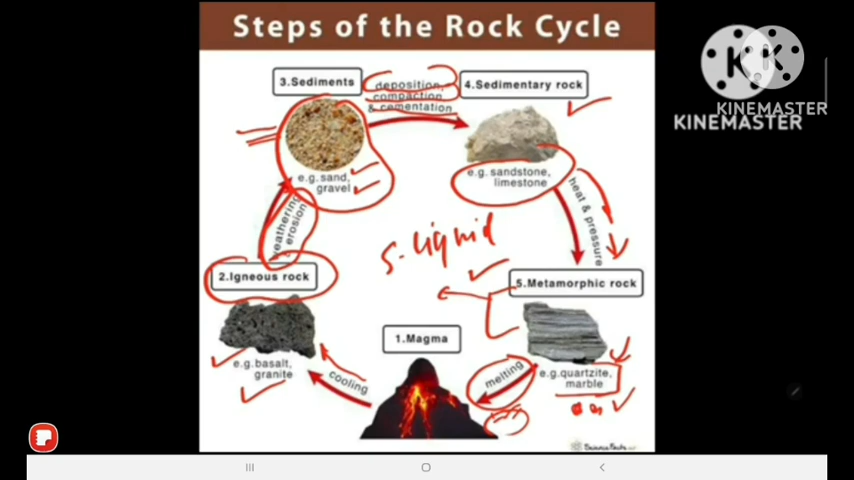 Steps of the Rock Cycle
KINEMASTER
KINEMASTER
3.Sediments
deposition,
compaction
& cementation
4.Sedimentary rock
e.g.sand,
gravel
e.g. sandstone,
limestone
weathering
erosion
heat & pressure
S-liquid
2.Igneous rock
5.Metamorphic rock
1.Magma
e.g.basalt,
granite
cooling
melting
e.g.quartzite,
marble
ScienceFacts